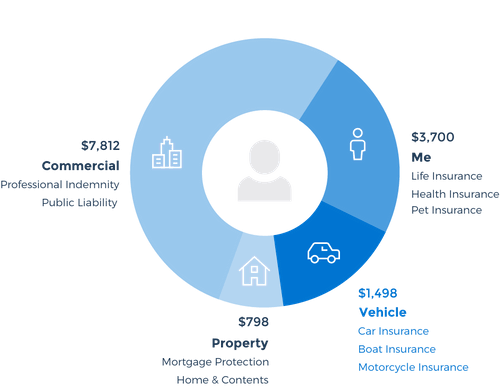 $7,812
Commercial
Professional Indemnity
Public Liability
$3,700
Me
Life Insurance
Health Insurance
Pet Insurance
$798
Property
Mortgage Protection
Home & Contents
$1,498
Vehicle
Car Insurance
Boat Insurance
Motorcycle Insurance